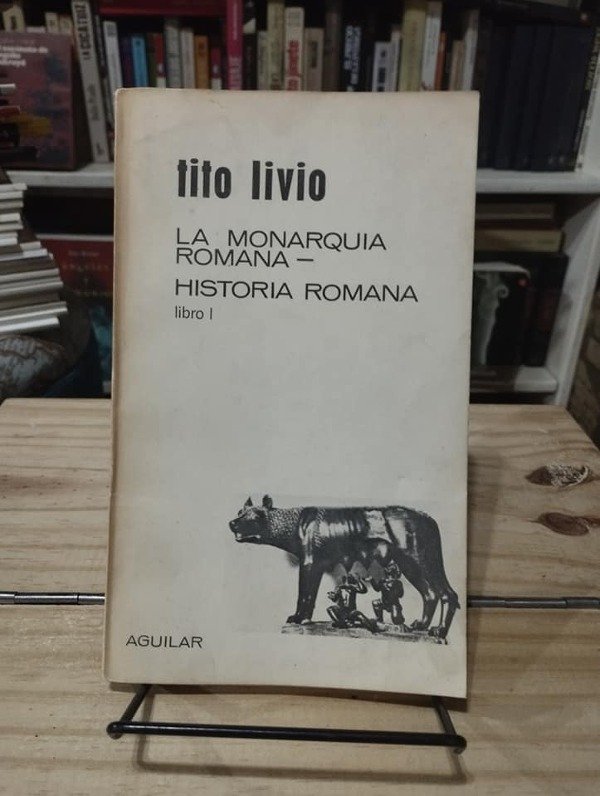 tito livio
LA MONARQUIA
ROMANA —
HISTORIA ROMANA
libro I
AGUILAR